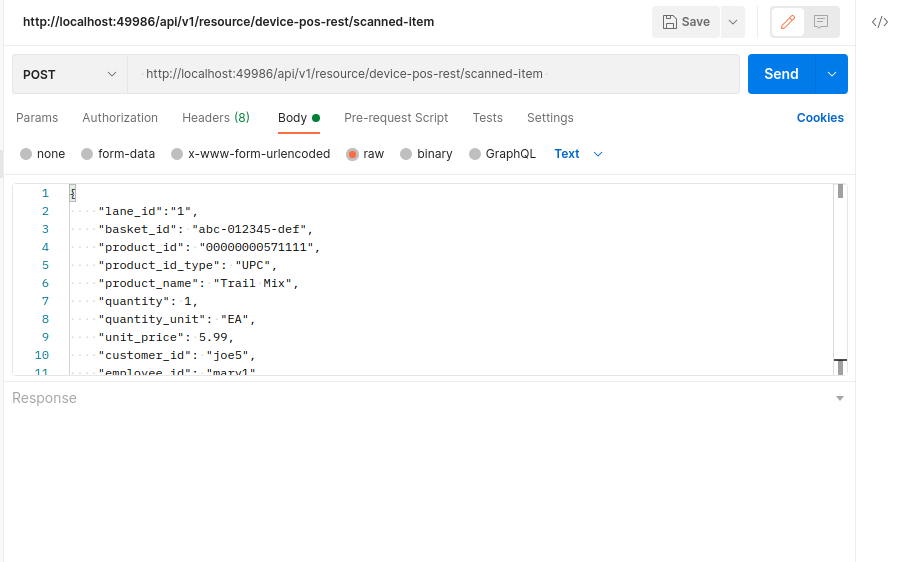 http://localhost:49986/api/v1/resource/device-pos-rest/scanned-item
Save
</>
POST
http://localhost:49986/api/v1/resource/device-pos-rest/scanned-item
Send
Params Authorization Headers (8) Body Pre-request Script Tests Settings Cookies
none form-data x-www-form-urlencoded raw binary GraphQL Text
1 {
2 "lane_id":"1",
3 "basket_id": "abc-012345-def",
4 "product_id": "00000000571111",
5 "product_id_type": "UPC",
6 "product_name": "Trail Mix",
7 "quantity": 1,
8 "quantity_unit": "EA",
9 "unit_price": 5.99,
10 "customer_id": "joe5",
11 "employee_id": "mary1"
Response